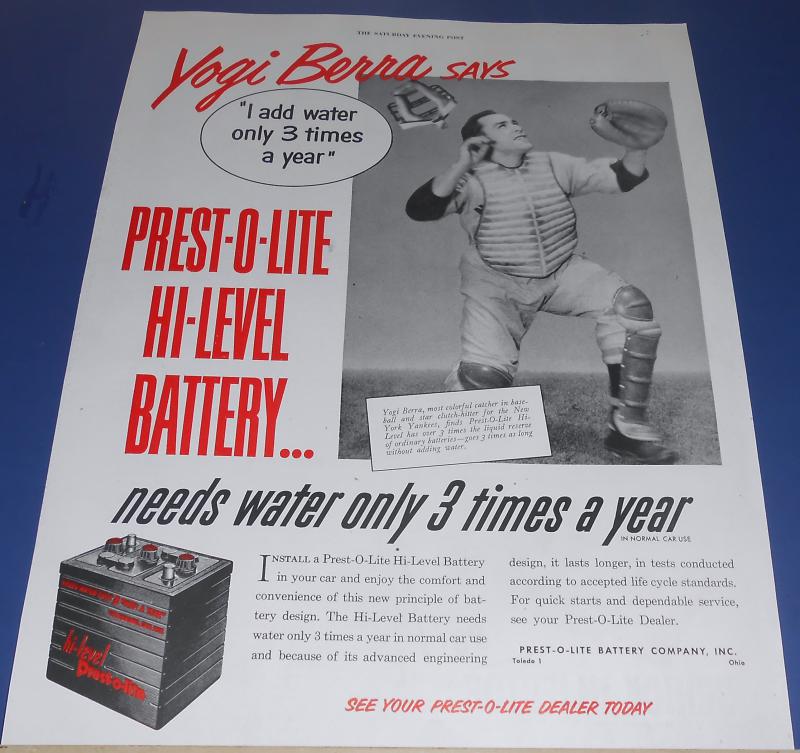 THE SATURDAY EVENING POST
Yogi Berra SAYS
"I add water
only 3 times
a year"
PREST-O-LITE
HI-LEVEL
BATTERY...
Yogi Berra, most colorful catcher in base-
ball and star clutch-hitter for the New
York Yankees, finds Prest-O-Lite Hi-
Level has over 3 times the liquid reserve
of ordinary batteries—goes 3 times as long
without adding water.
needs water only 3 times a year
IN NORMAL CAR USE
INSTALL a Prest-O-Lite Hi-Level Battery
in your car and enjoy the comfort and
convenience of this new principle of bat-
tery design. The Hi-Level Battery needs
water only 3 times a year in normal car use
and because of its advanced engineering
design, it lasts longer, in tests conducted
according to accepted life cycle standards.
For quick starts and dependable service,
see your Prest-O-Lite Dealer.
PREST-O-LITE BATTERY COMPANY, INC.
Toledo 1 Ohio
hi-level
Prest-o-lite
SEE YOUR PREST-O-LITE DEALER TODAY